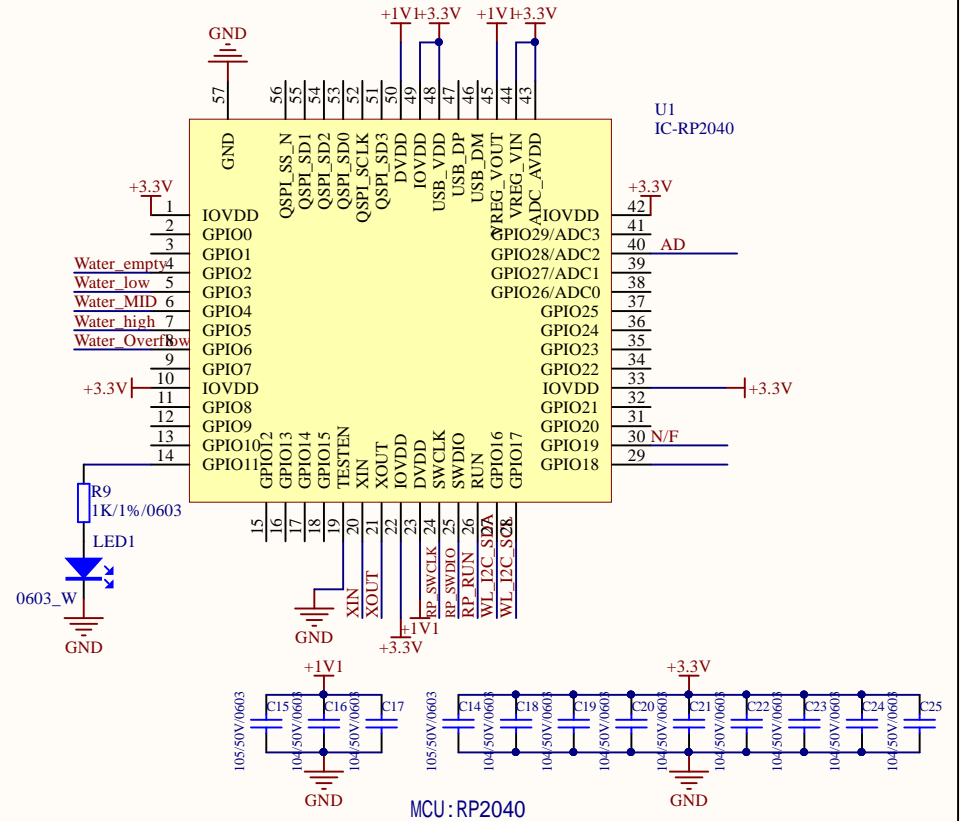 +1V1 +3.3V +1V1 +3.3V
GND
57 56 55 54 53 52 51 50 49 48 47 46 45 44 43
U1
IC-RP2040
GND QSPI_SS_N QSPI_SD1 QSPI_SD2 QSPI_SD0 QSPI_SCLK QSPI_SD3 DVDD IOVDD USB_VDD USB_DP USB_DM VREG_VOUT VREG_VIN ADC_AVDD
+3.3V +3.3V
1 IOVDD IOVDD 42
2 GPIO0 GPIO29/ADC3 41
3 GPIO1 GPIO28/ADC2 40 AD
Water_empty 4 GPIO2 GPIO27/ADC1 39
Water_low 5 GPIO3 GPIO26/ADC0 38
Water_MID 6 GPIO4 GPIO25 37
Water_high 7 GPIO5 GPIO24 36
Water_Overflow 8 GPIO6 GPIO23 35
9 GPIO7 GPIO22 34
+3.3V 10 IOVDD IOVDD 33 +3.3V
11 GPIO8 GPIO21 32
12 GPIO9 GPIO20 31
13 GPIO10 GPIO19 30 N/F
14 GPIO11 GPIO18 29
GPIO12 GPIO13 GPIO14 GPIO15 TESTEN XIN XOUT IOVDD DVDD SWCLK SWDIO RUN GPIO16 GPIO17
15 16 17 18 19 20 21 22 23 24 25 26 27 28
R9
1K/1%/0603
LED1
0603_W
GND
GND
XIN XOUT RP_SWCLK RP_SWDIO RP_RUN WL_I2C_SDA WL_I2C_SCL
+1V1
+3.3V
+1V1 +3.3V
C15 C16 C17 C14 C18 C19 C20 C21 C22 C23 C24 C25
105/50V/0603 104/50V/0603 104/50V/0603 105/50V/0603 104/50V/0603 104/50V/0603 104/50V/0603 104/50V/0603 104/50V/0603 104/50V/0603 104/50V/0603 104/50V/0603
GND GND
MCU:RP2040